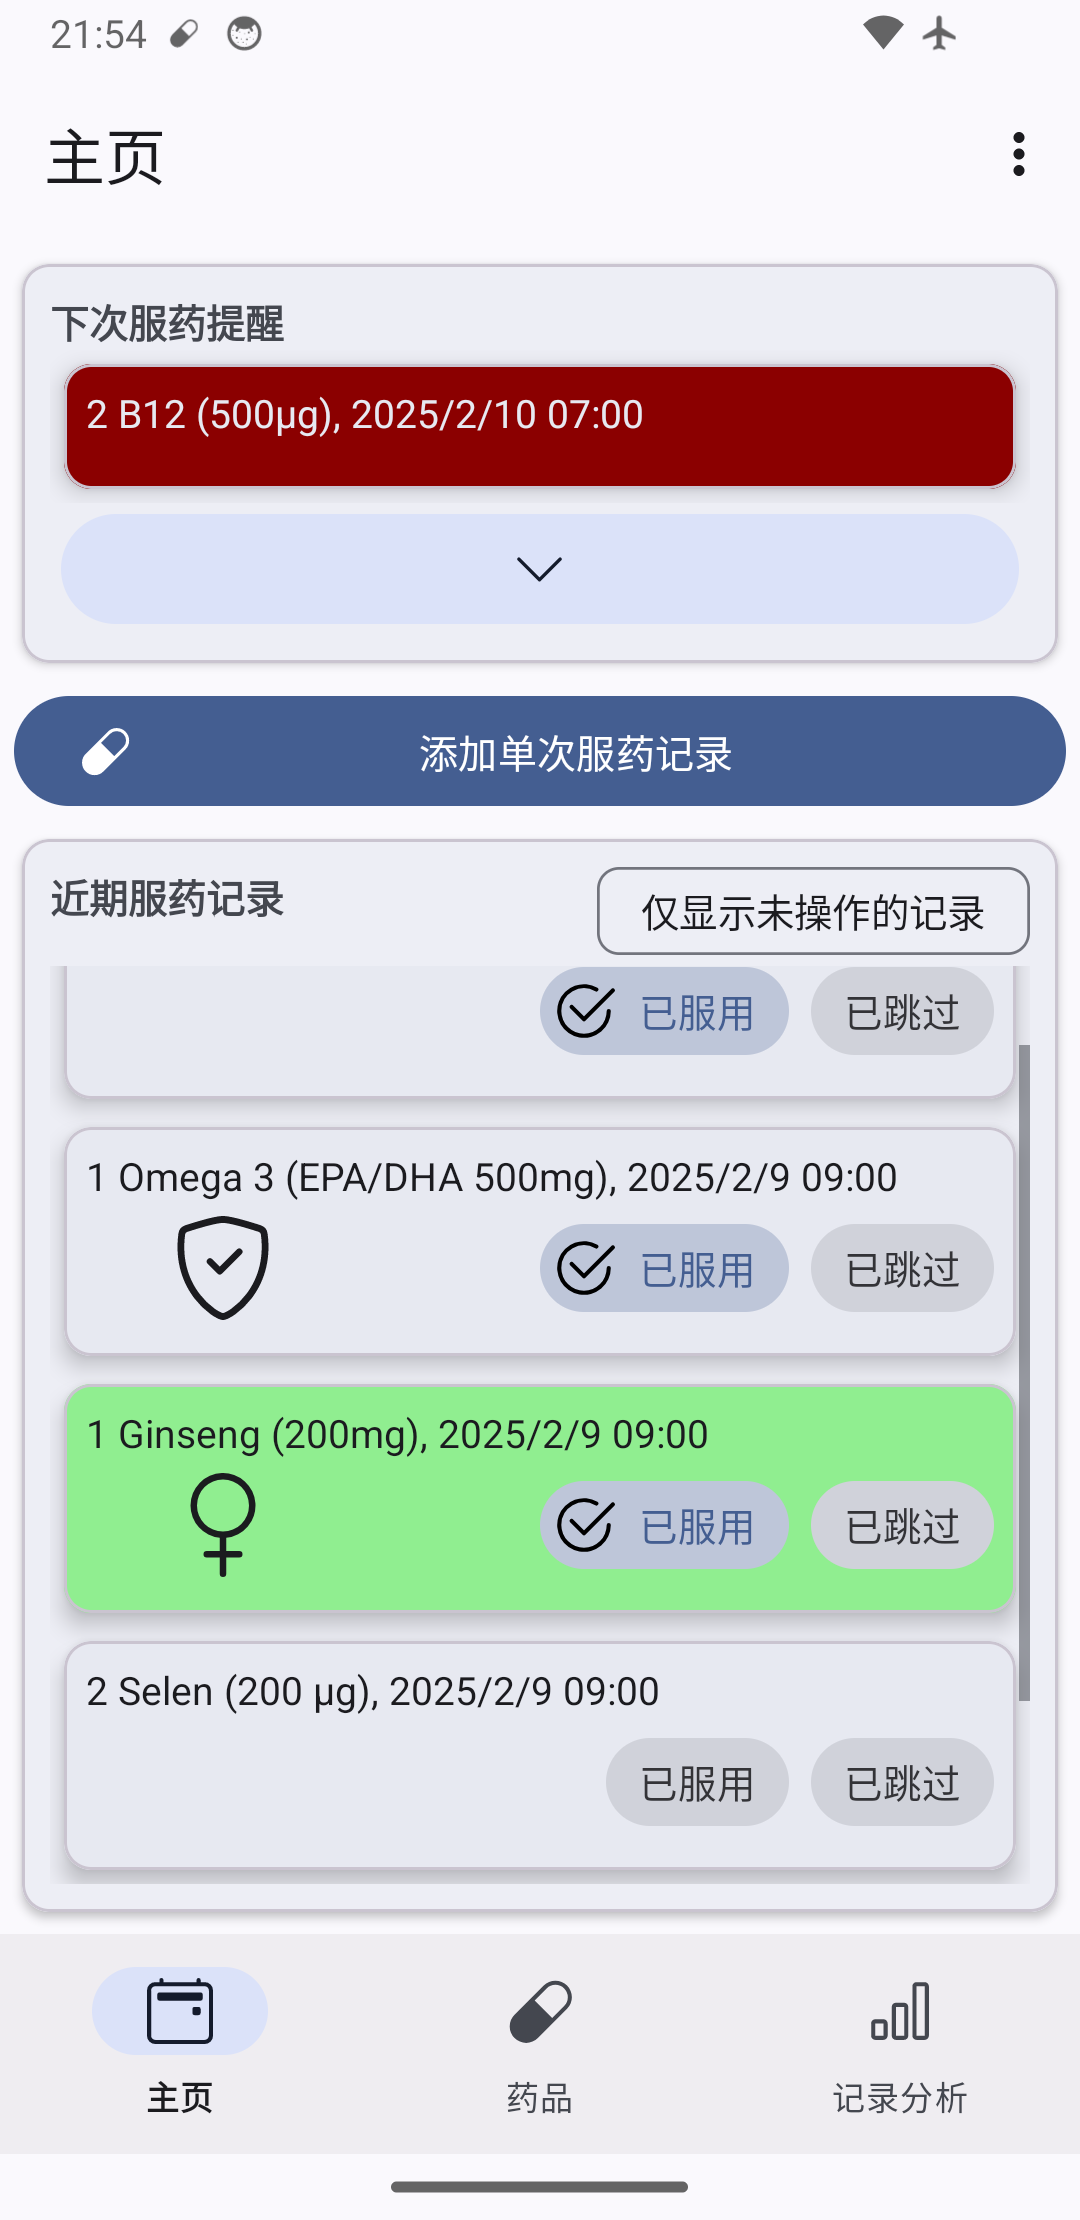 21:54
主页
下次服药提醒
2 B12 (500µg), 2025/2/10 07:00
添加单次服药记录
近期服药记录
仅显示未操作的记录
已服用 已跳过
1 Omega 3 (EPA/DHA 500mg), 2025/2/9 09:00
已服用 已跳过
1 Ginseng (200mg), 2025/2/9 09:00
已服用 已跳过
2 Selen (200 µg), 2025/2/9 09:00
已服用 已跳过
主页 药品 记录分析